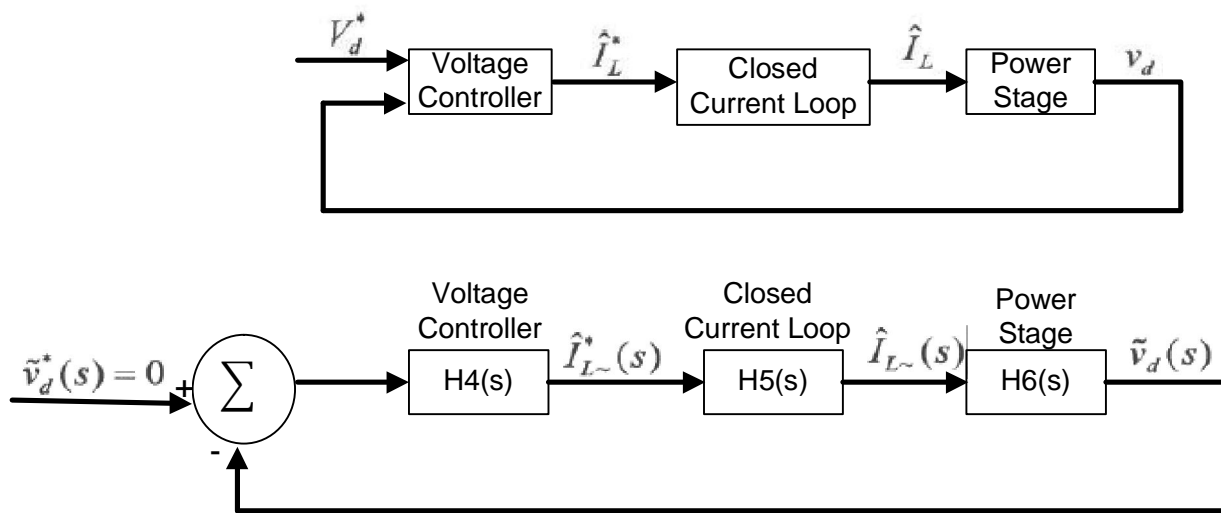 V_d^*
Voltage
Controller
Î_L^*
Closed
Current Loop
Î_L
Power
Stage
v_d
Voltage
Controller
Closed
Current Loop
Power
Stage
ṽ_d^*(s) = 0
+
∑
-
H4(s)
Î_{L~}^*(s)
H5(s)
Î_{L~}(s)
H6(s)
ṽ_d(s)